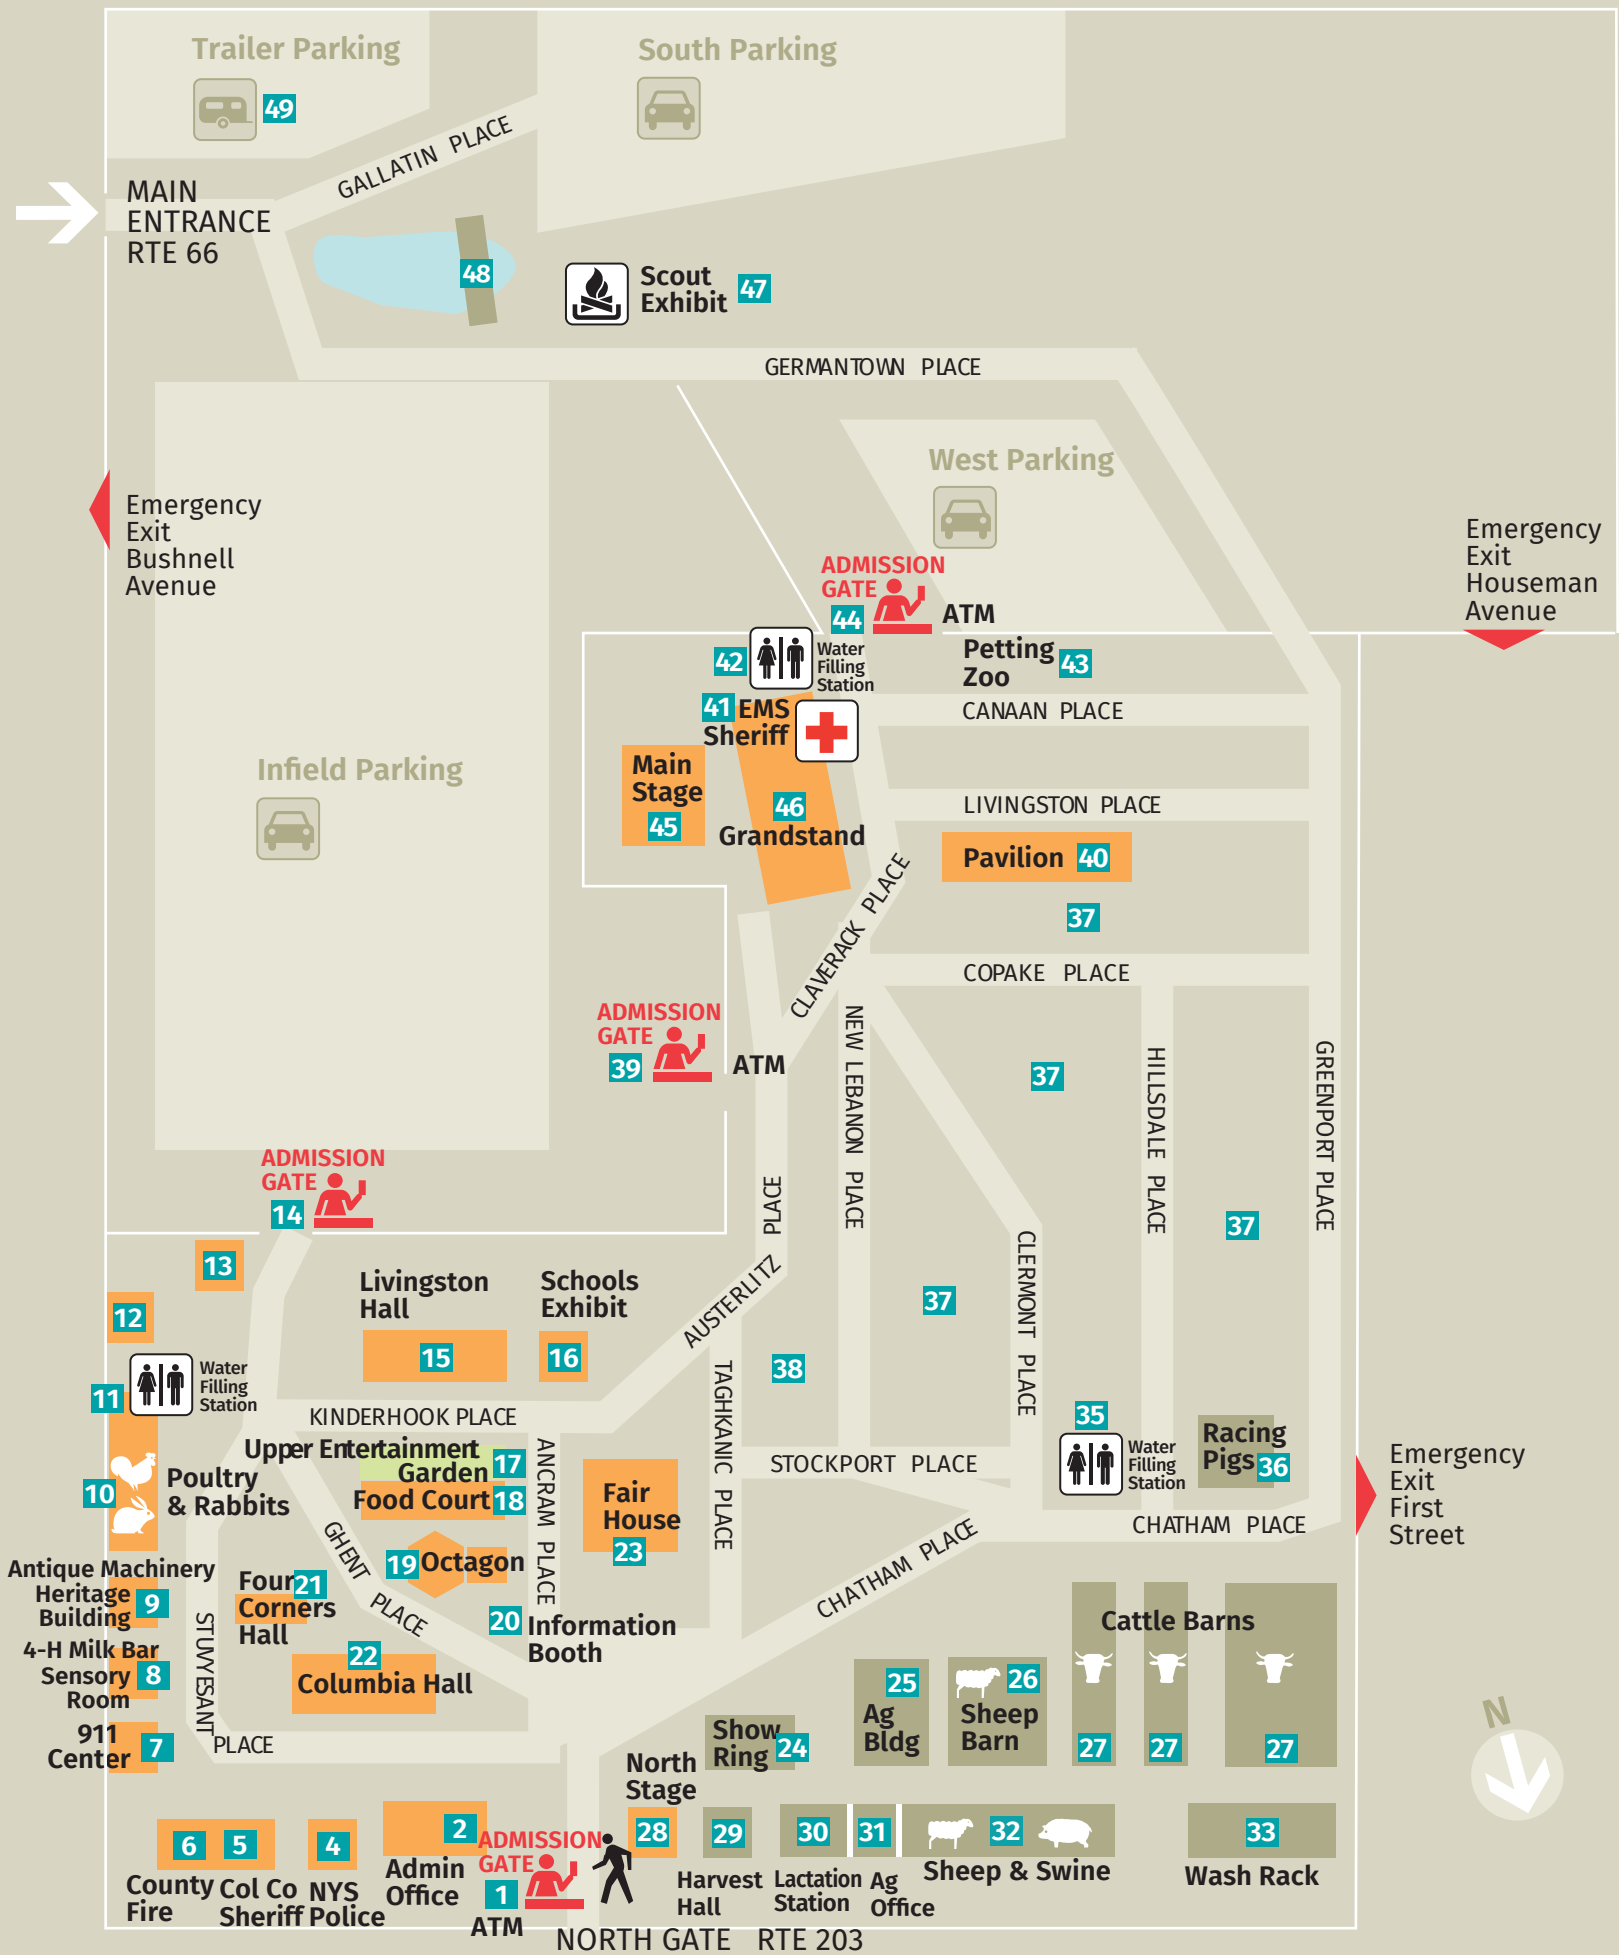 Trailer Parking
49
South Parking
GALLATIN PLACE
MAIN
ENTRANCE
RTE 66
48
Scout
Exhibit
47
GERMANTOWN PLACE
West Parking
Emergency
Exit
Bushnell
Avenue
Emergency
Exit
Houseman
Avenue
ADMISSION
GATE
44
ATM
42
Water
Filling
Station
Petting
Zoo
43
41
EMS
Sheriff
CANAAN PLACE
Main
Stage
45
46
Grandstand
Infield Parking
LIVINGSTON PLACE
Pavilion 40
37
CLAVERACK PLACE
COPAKE PLACE
ADMISSION
GATE
39
ATM
NEW LEBANON PLACE
37
HILLSDALE PLACE
GREENPORT PLACE
37
ADMISSION
GATE
14
13
12
Livingston
Hall
15
Schools
Exhibit
16
AUSTERLITZ PLACE
37
38
CLERMONT PLACE
TAGHKANIC PLACE
11
Water
Filling
Station
KINDERHOOK PLACE
35
Water
Filling
Station
Racing
Pigs 36
Emergency
Exit
First
Street
Upper Entertainment
Garden 17
Food Court 18
ANCRAM PLACE
STOCKPORT PLACE
10
Poultry
& Rabbits
Fair
House
23
CHATHAM PLACE
CHATHAM PLACE
GHENT PLACE
19 Octagon
Antique Machinery
Heritage
Building 9
Four 21
Corners
Hall
20 Information
Booth
STUYVESANT PLACE
4-H Milk Bar
Sensory
Room
8
22
Columbia Hall
911
Center 7
Cattle Barns
27
27
27
25
Ag
Bldg
26
Sheep
Barn
Show
Ring 24
North
Stage
28
N
6
County
Fire
5
Col Co
Sheriff
4
NYS
Police
2
Admin
Office
ADMISSION
GATE
1
ATM
29
Harvest
Hall
30
Lactation
Station
31
Ag
Office
32
Sheep & Swine
33
Wash Rack
NORTH GATE RTE 203